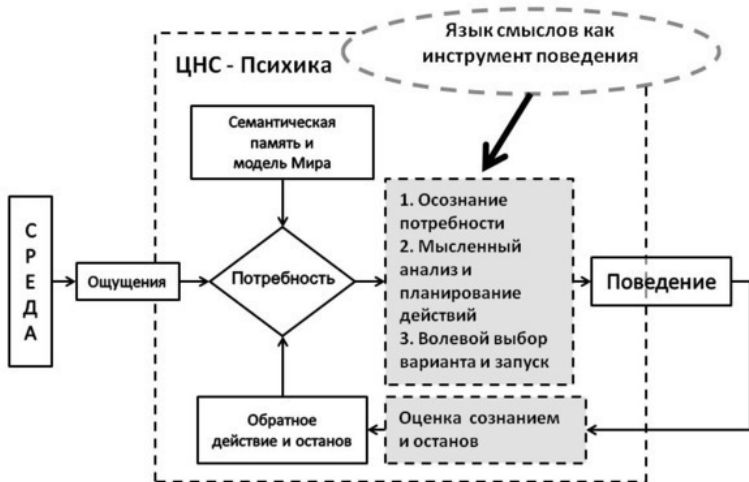 Язык смыслов как
инструмент поведения
ЦНС - Психика
Семантическая
память и
модель Мира
СРЕДА
Ощущения
Потребность
1. Осознание
потребности
2. Мысленный
анализ и
планирование
действий
3. Волевой выбор
варианта и запуск
Поведение
Обратное
действие и останов
Оценка сознанием
и останов